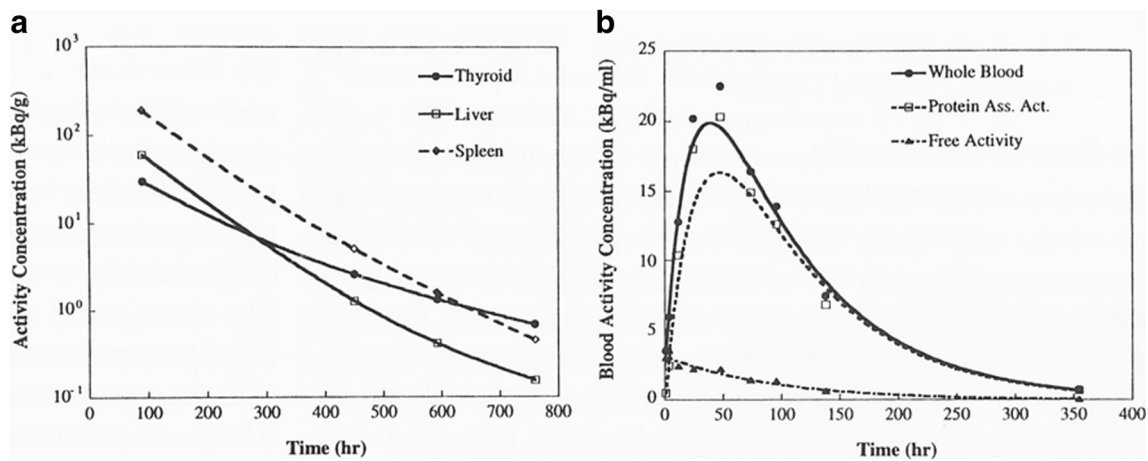 a
Activity Concentration (kBq/g)
10³
10²
10¹
10⁰
10⁻¹
0 100 200 300 400 500 600 700 800
Time (hr)
Thyroid
Liver
Spleen
b
Blood Activity Concentration (kBq/ml)
25
20
15
10
5
0
0 50 100 150 200 250 300 350 400
Time (hr)
Whole Blood
Protein Ass. Act.
Free Activity